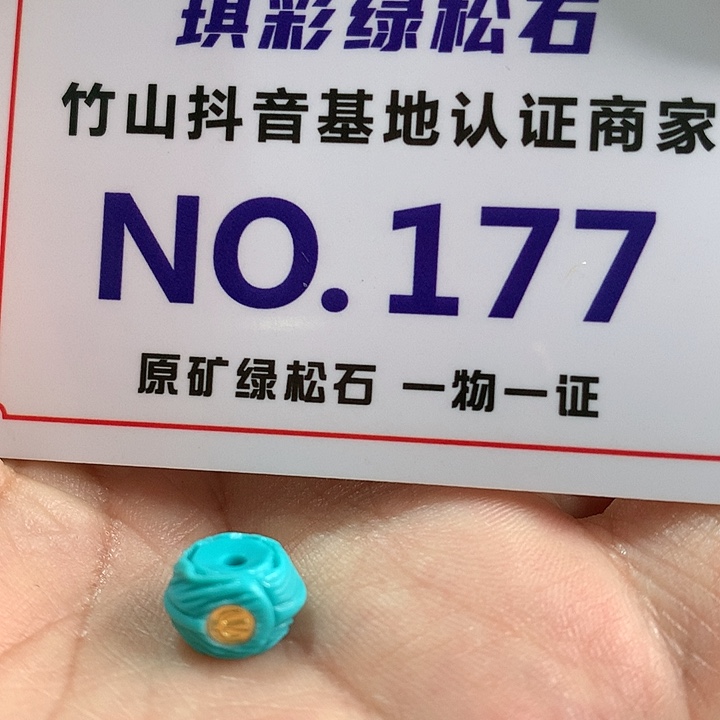 琪彩绿松石
竹山抖音基地认证商家
NO.177
原矿绿松石 一物一证